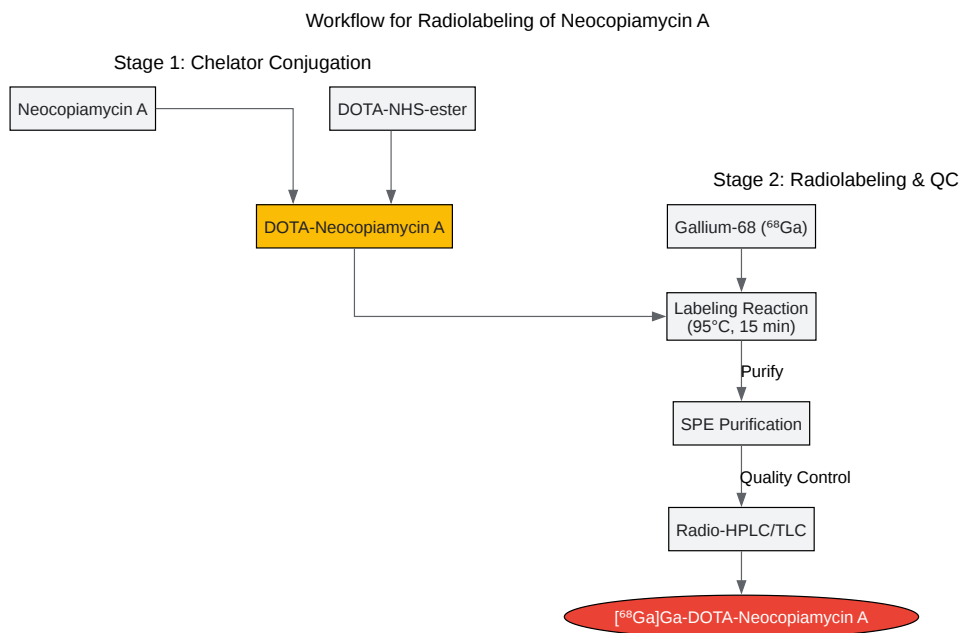 Workflow for Radiolabeling of Neocopiamycin A
Stage 1: Chelator Conjugation
Neocopiamycin A
DOTA-NHS-ester
DOTA-Neocopiamycin A
Stage 2: Radiolabeling & QC
Gallium-68 (⁶⁸Ga)
Labeling Reaction
(95°C, 15 min)
Purify
SPE Purification
Quality Control
Radio-HPLC/TLC
[⁶⁸Ga]Ga-DOTA-Neocopiamycin A